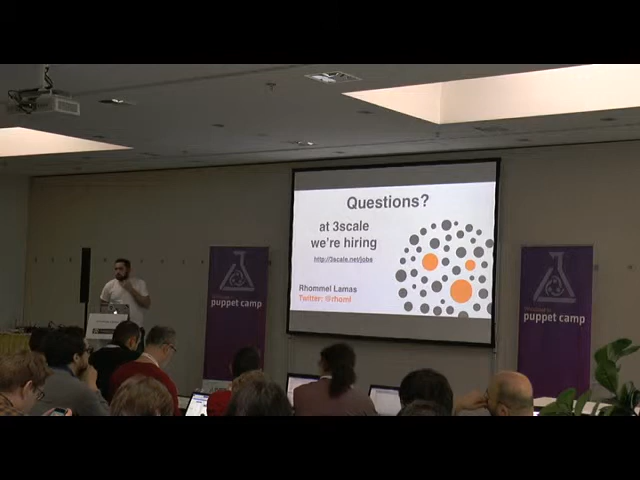 Questions?
at 3scale
we're hiring
http://3scale.net/jobs
Rhommel Lamas
Twitter: @rhoml
puppet camp
puppet camp